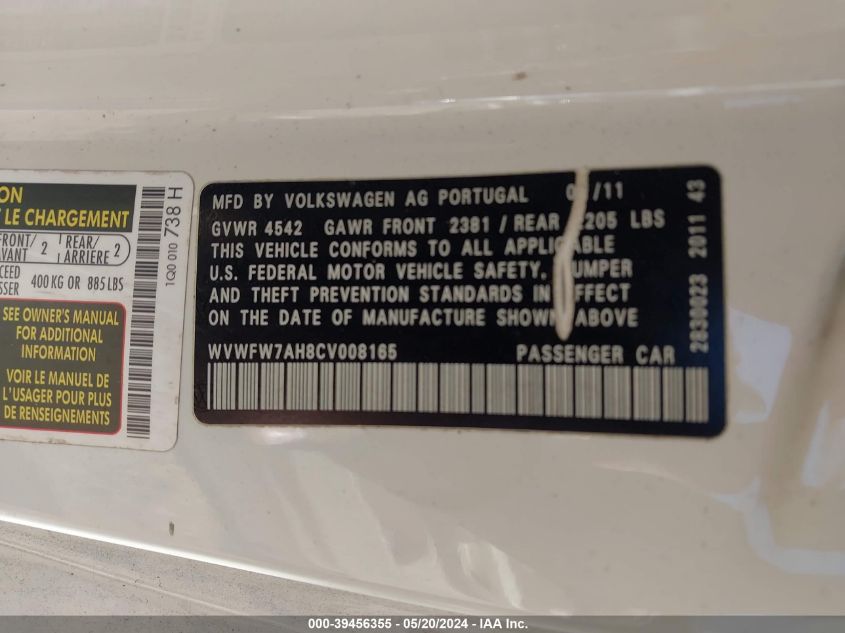 ON
LE CHARGEMENT
FRONT/ 2 REAR/ 2
AVANT ARRIERE
CEED
SSER 400 KG OR 885 LBS
SEE OWNER'S MANUAL
FOR ADDITIONAL
INFORMATION
VOIR LE MANUEL DE
L'USAGER POUR PLUS
DE RENSEIGNEMENTS
1Q0 010 738 H
MFD BY VOLKSWAGEN AG PORTUGAL /11
GVWR 4542 GAWR FRONT 2381 / REAR 205 LBS
THIS VEHICLE CONFORMS TO ALL APPLICABLE
U.S. FEDERAL MOTOR VEHICLE SAFETY, BUMPER
AND THEFT PREVENTION STANDARDS IN EFFECT
ON THE DATE OF MANUFACTURE SHOWN ABOVE
WVWFW7AH8CV008165 PASSENGER CAR
2830023 2011 43
000-39456355 - 05/20/2024 - IAA Inc.